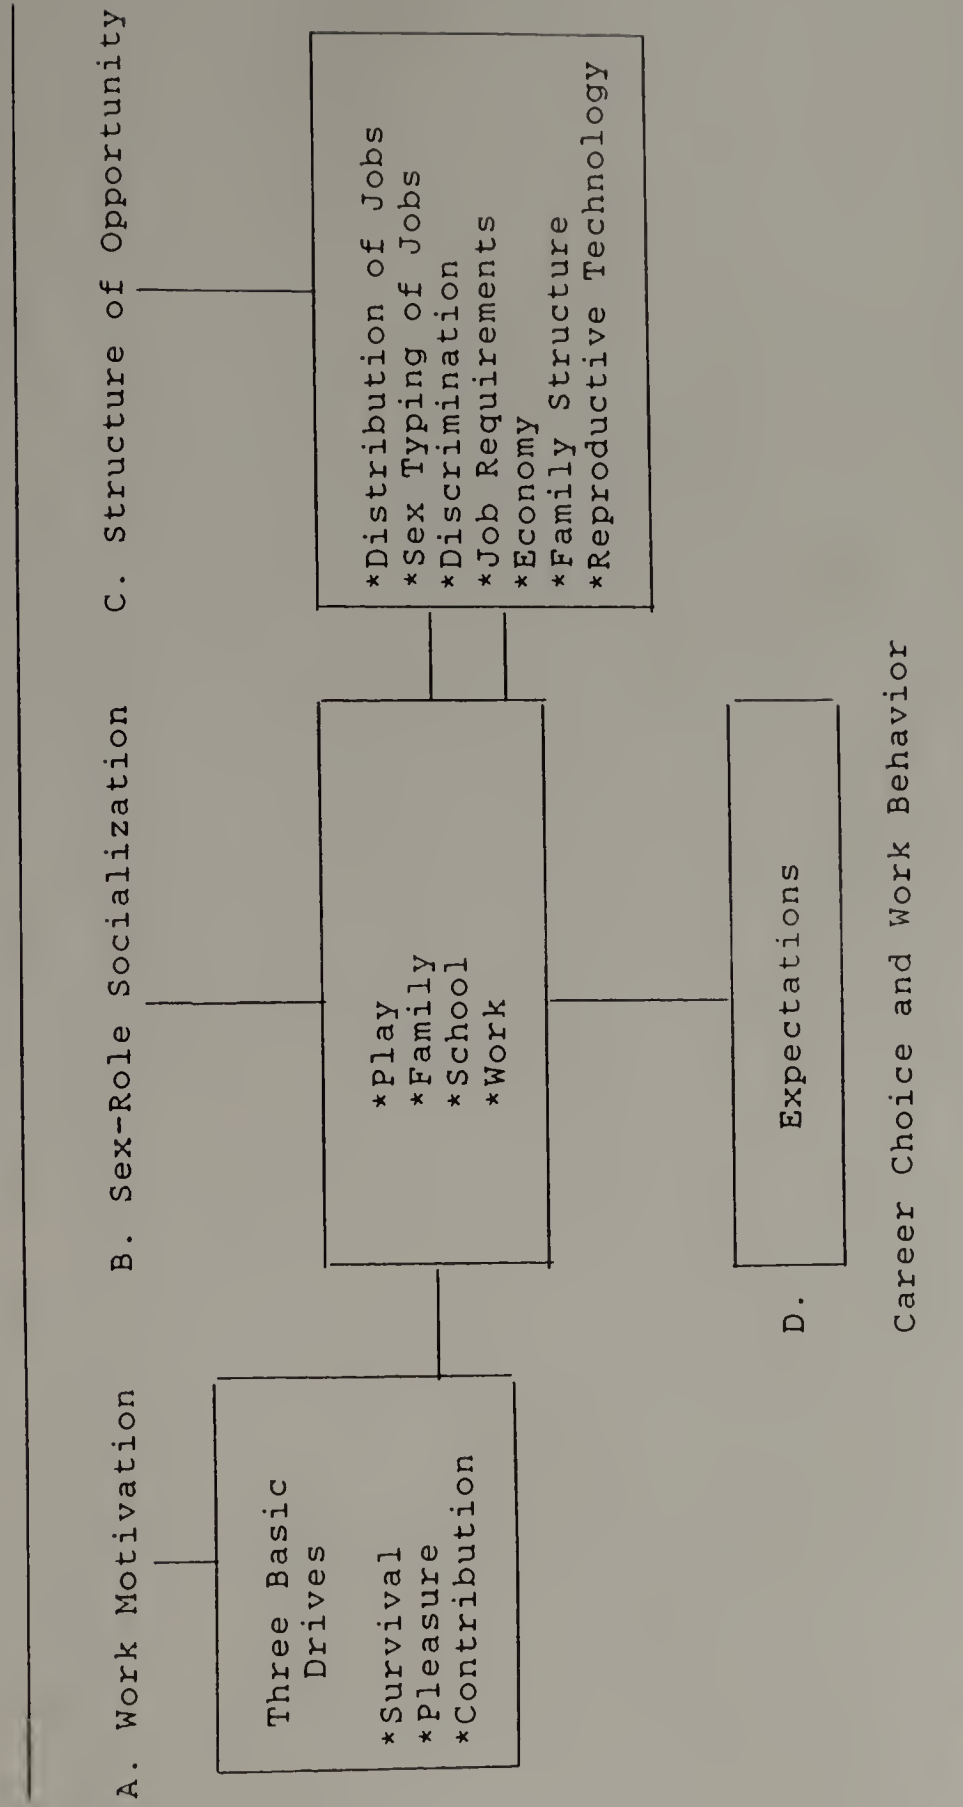 A. Work Motivation
Three Basic
Drives
*Survival
*Pleasure
*Contribution
B. Sex-Role Socialization
*Play
*Family
*School
*Work
C. Structure of Opportunity
*Distribution of Jobs
*Sex Typing of Jobs
*Discrimination
*Job Requirements
*Economy
*Family Structure
*Reproductive Technology
D.
Expectations
Career Choice and Work Behavior